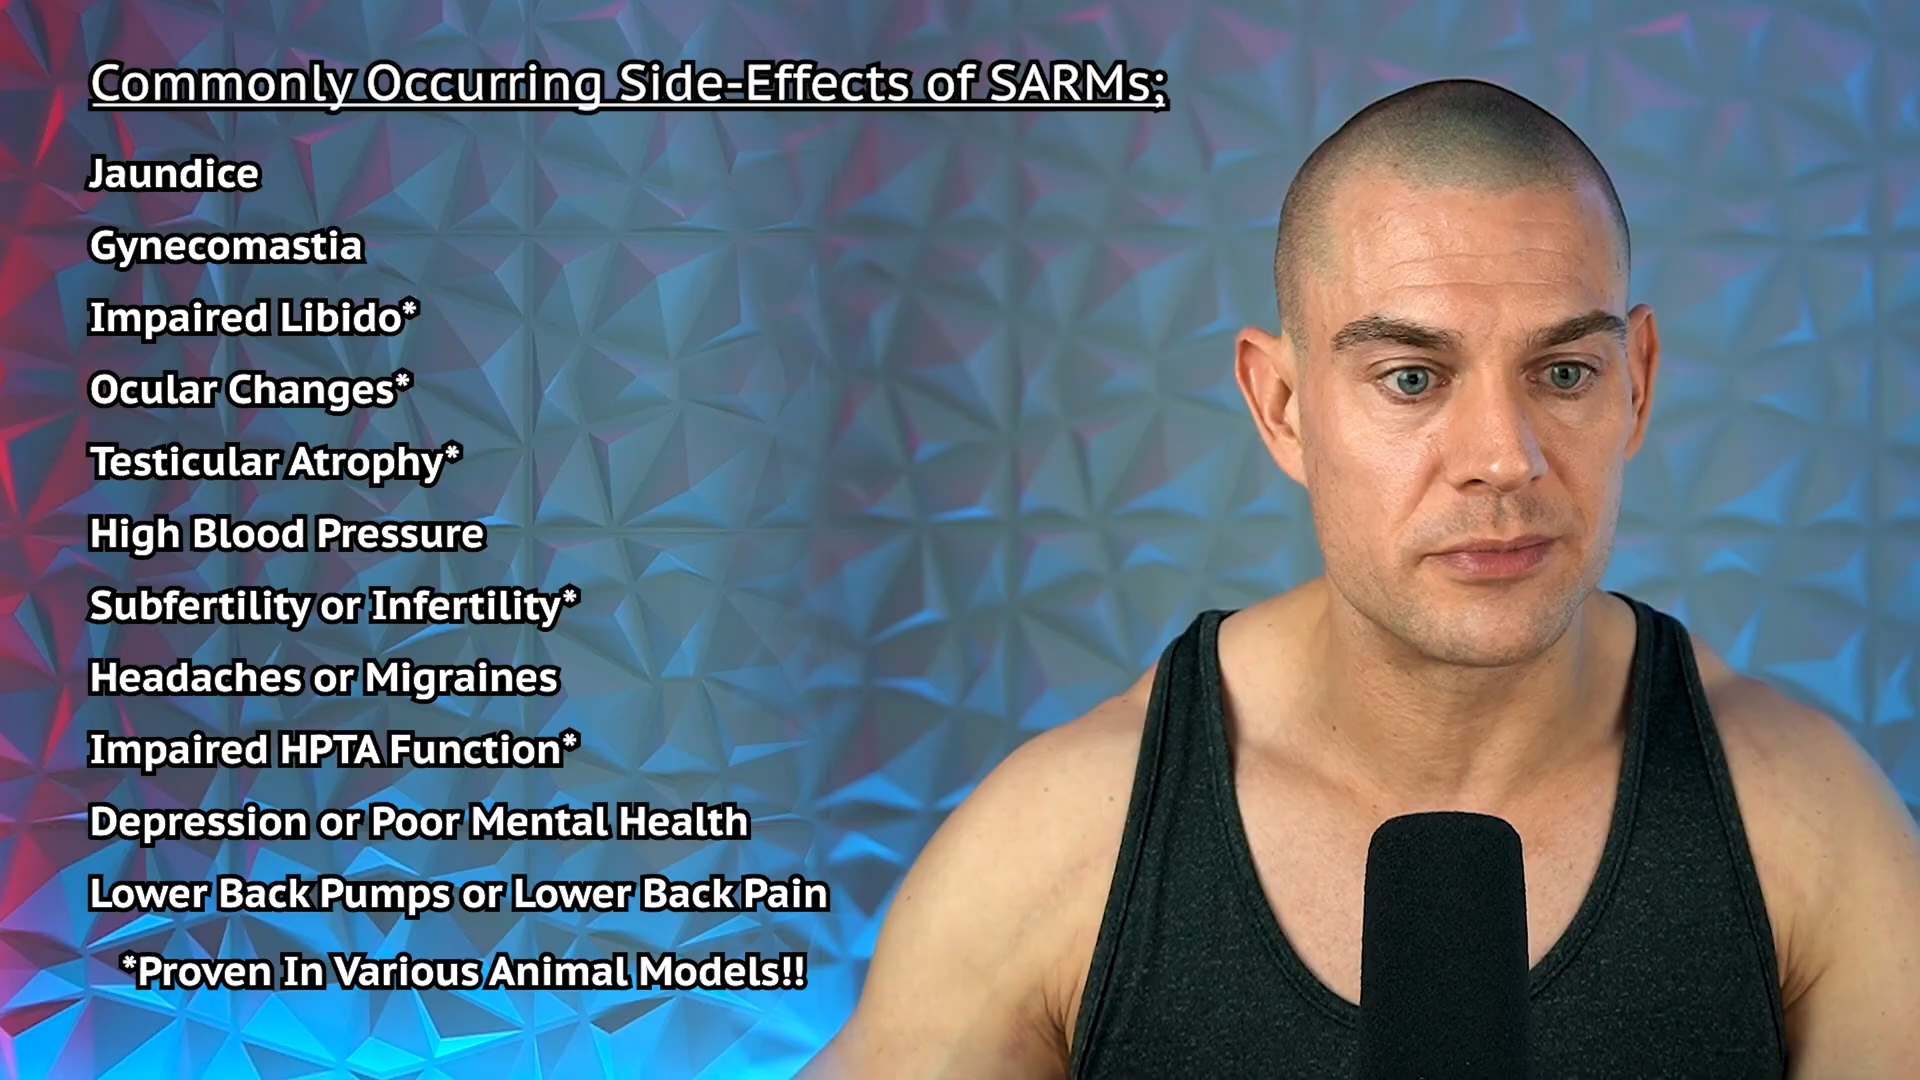 Commonly Occurring Side-Effects of SARMs;
Jaundice
Gynecomastia
Impaired Libido*
Ocular Changes*
Testicular Atrophy*
High Blood Pressure
Subfertility or Infertility*
Headaches or Migraines
Impaired HPTA Function*
Depression or Poor Mental Health
Lower Back Pumps or Lower Back Pain
*Proven In Various Animal Models!!